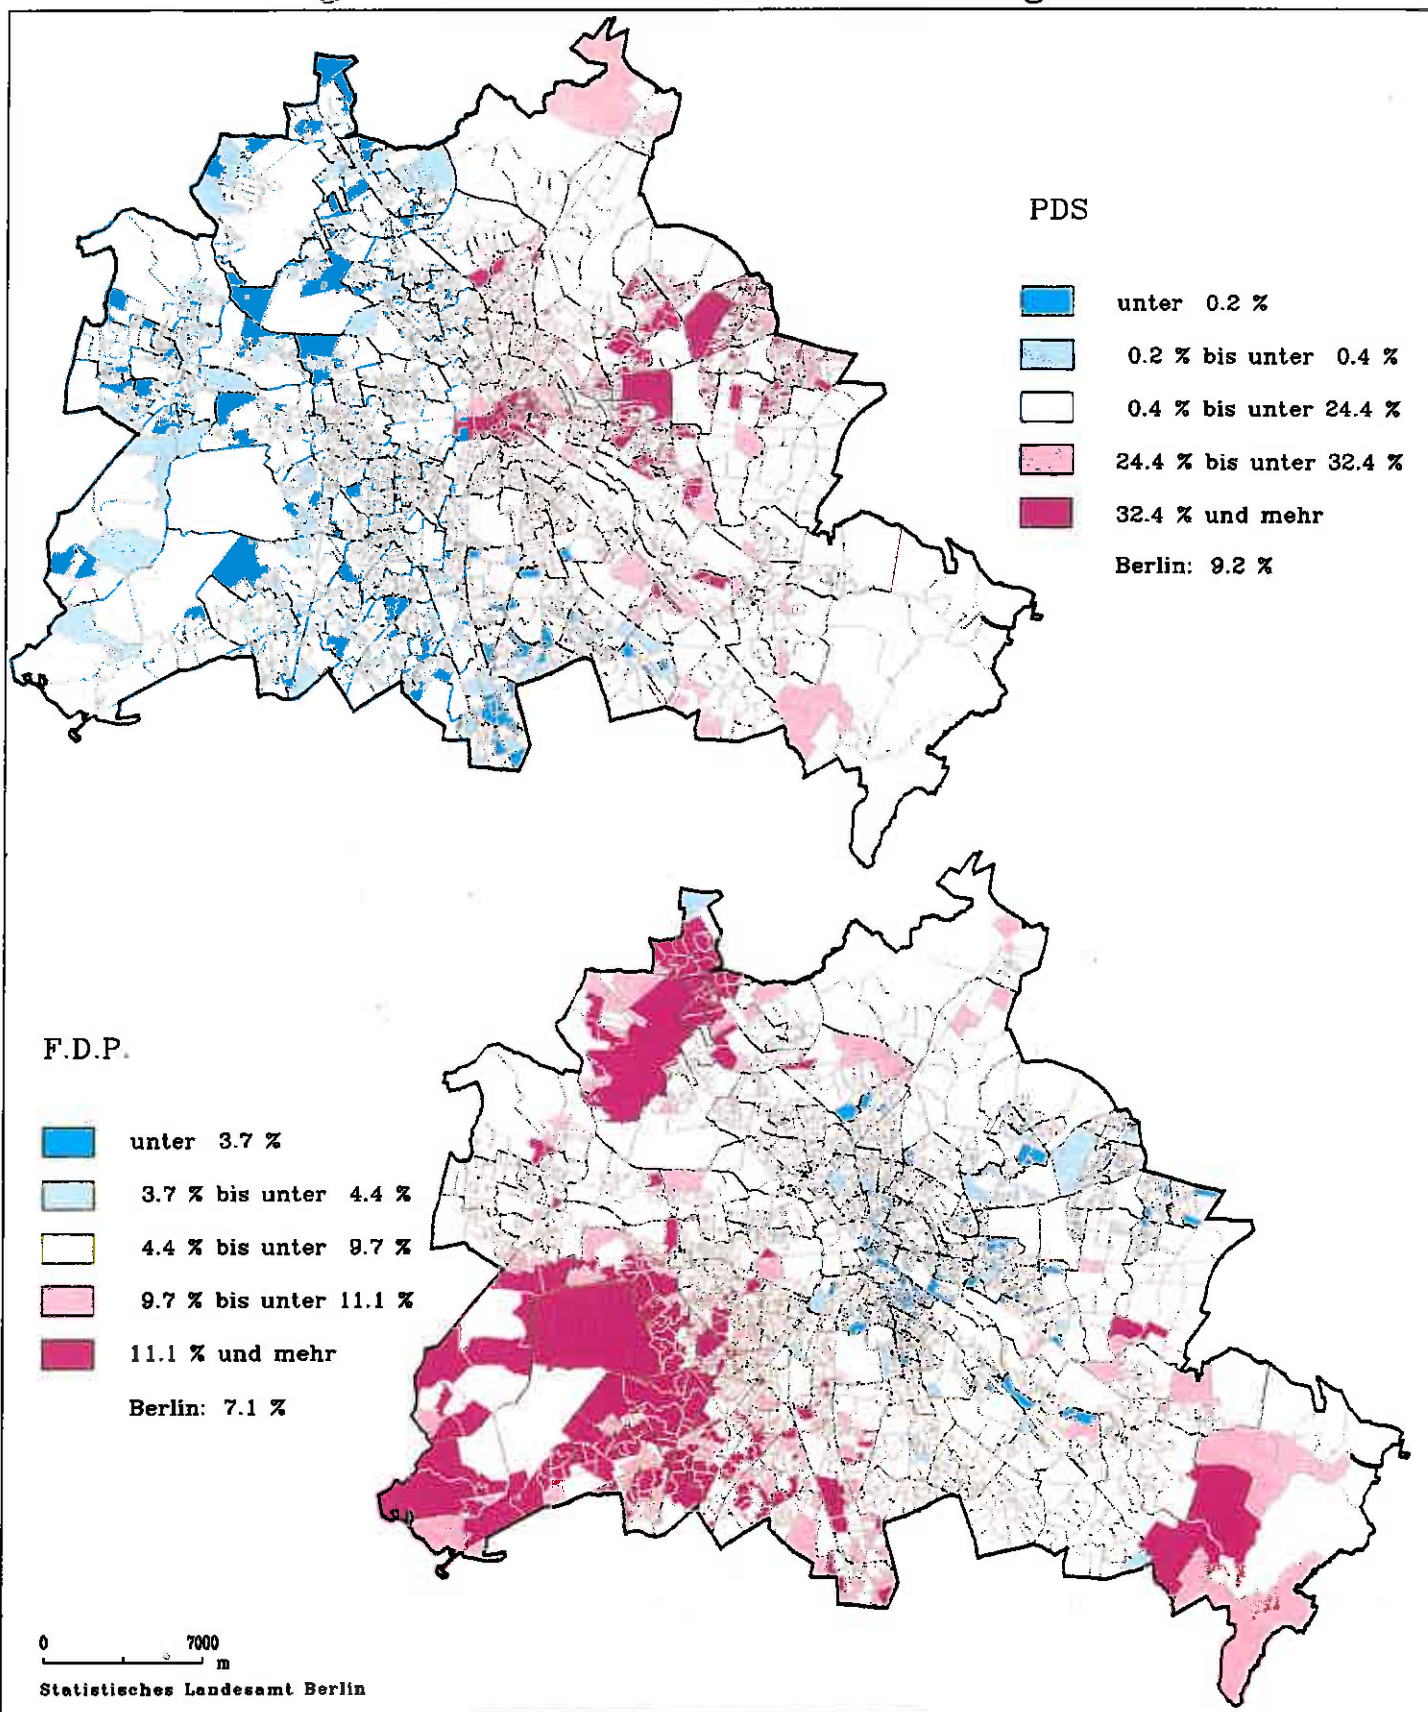 PDS
unter 0.2 %
0.2 % bis unter 0.4 %
0.4 % bis unter 24.4 %
24.4 % bis unter 32.4 %
32.4 % und mehr
Berlin: 9.2 %
F.D.P.
unter 3.7 %
3.7 % bis unter 4.4 %
4.4 % bis unter 9.7 %
9.7 % bis unter 11.1 %
11.1 % und mehr
Berlin: 7.1 %
0 7000
m
Statistisches Landesamt Berlin